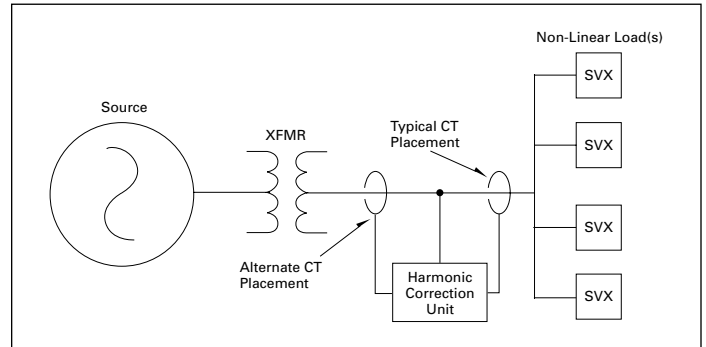 Non-Linear Load(s)
SVX
Source
XFMR
Typical CT
Placement
SVX
SVX
Alternate CT
Placement
Harmonic
Correction
Unit
SVX